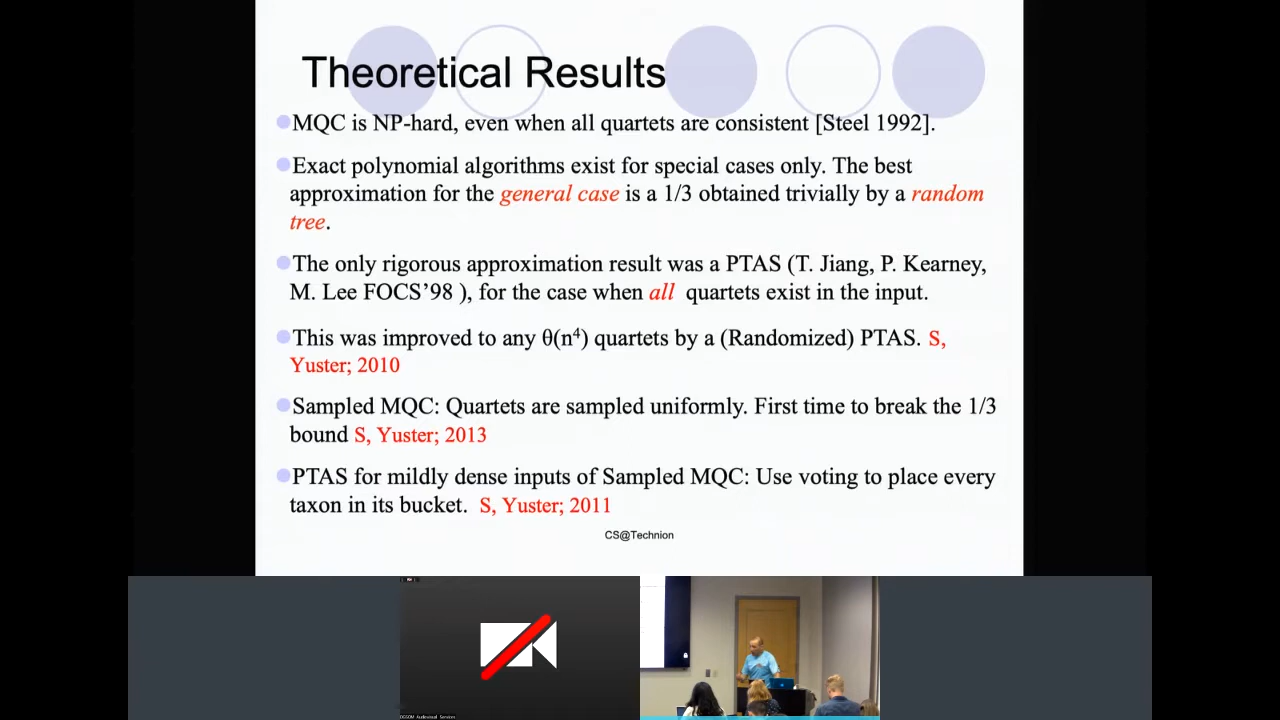 Theoretical Results
MQC is NP-hard, even when all quartets are consistent [Steel 1992].
Exact polynomial algorithms exist for special cases only. The best
approximation for the general case is a 1/3 obtained trivially by a random
tree.
The only rigorous approximation result was a PTAS (T. Jiang, P. Kearney,
M. Lee FOCS’98 ), for the case when all quartets exist in the input.
This was improved to any θ(n⁴) quartets by a (Randomized) PTAS. S,
Yuster; 2010
Sampled MQC: Quartets are sampled uniformly. First time to break the 1/3
bound S, Yuster; 2013
PTAS for mildly dense inputs of Sampled MQC: Use voting to place every
taxon in its bucket. S, Yuster; 2011
CS@Technion